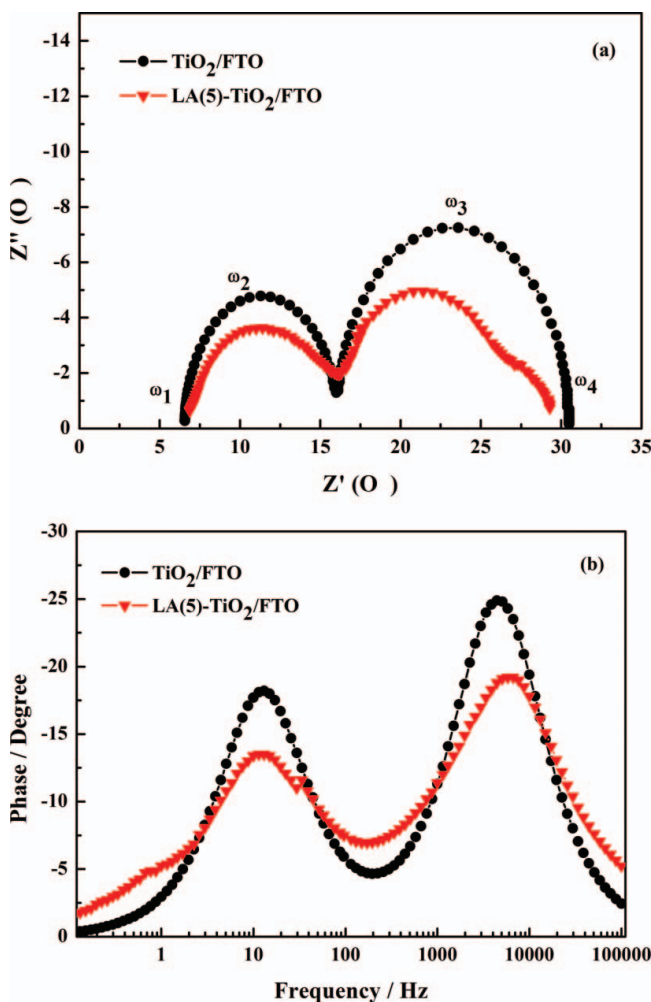 -14
-12
-10
-8
-6
-4
-2
0
Z'' (O )
TiO2/FTO
LA(5)-TiO2/FTO
(a)
ω1
ω2
ω3
ω4
0 5 10 15 20 25 30 35
Z' (O )
-30
-25
-20
-15
-10
-5
0
Phase / Degree
TiO2/FTO
LA(5)-TiO2/FTO
(b)
1 10 100 1000 10000 100000
Frequency / Hz